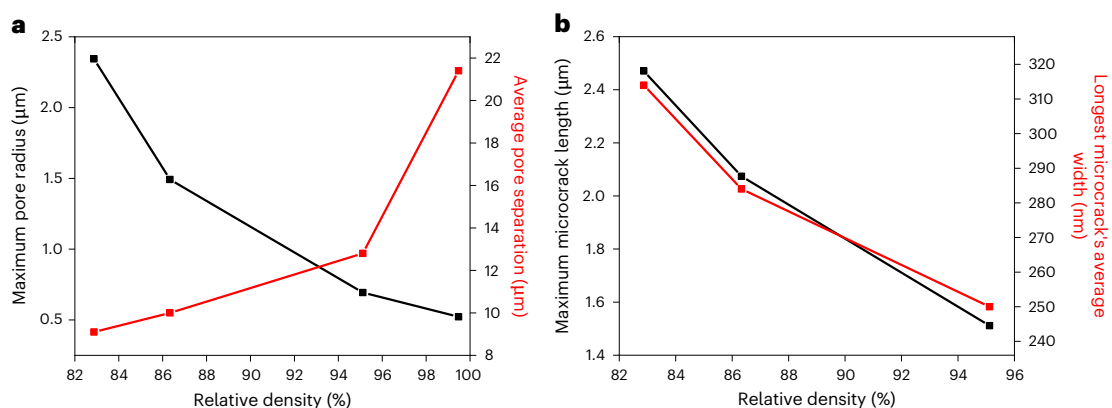 a
Maximum pore radius (µm)
2.5
2.0
1.5
1.0
0.5
82 84 86 88 90 92 94 96 98 100
Relative density (%)
22
20
18
16
14
12
10
8
Average pore separation (µm)
b
Maximum microcrack length (µm)
2.6
2.4
2.2
2.0
1.8
1.6
1.4
82 84 86 88 90 92 94 96
Relative density (%)
320
310
300
290
280
270
260
250
240
Longest microcrack's average
width (nm)